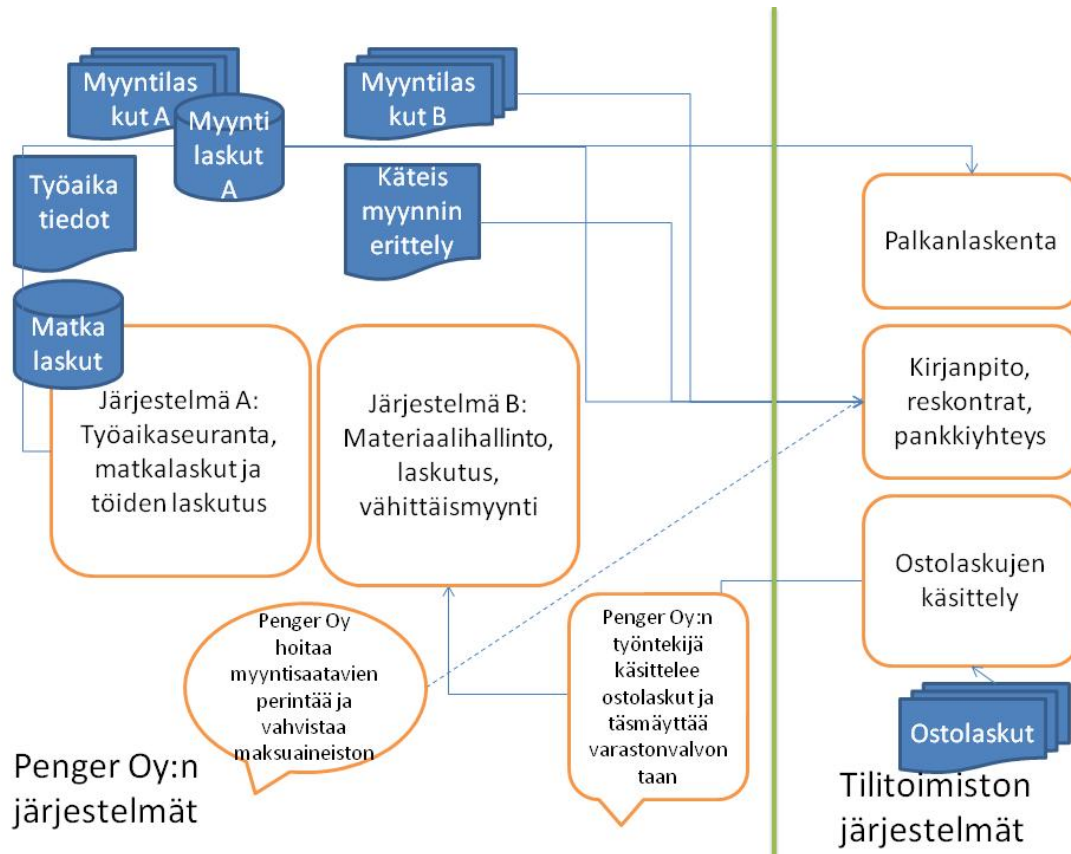 Myyntilas
kut A
Myynti
laskut
A
Myyntilas
kut B
Työaika
tiedot
Käteis
myynnin
erittely
Matka
laskut
Järjestelmä A:
Työaikaseuranta,
matkalaskut ja
töiden laskutus
Järjestelmä B:
Materiaalihallinto,
laskutus,
vähittäismyynti
Penger Oy
hoitaa
myyntisaatavien
perintää ja
vahvistaa
maksuaineiston
Penger Oy:n
työntekijä
käsittelee
ostolaskut ja
täsmäyttää
varastonvalvon
taan
Penger Oy:n
järjestelmät
Palkanlaskenta
Kirjanpito,
reskontrat,
pankkiyhteys
Ostolaskujen
käsittely
Ostolaskut
Tilitoimiston
järjestelmät